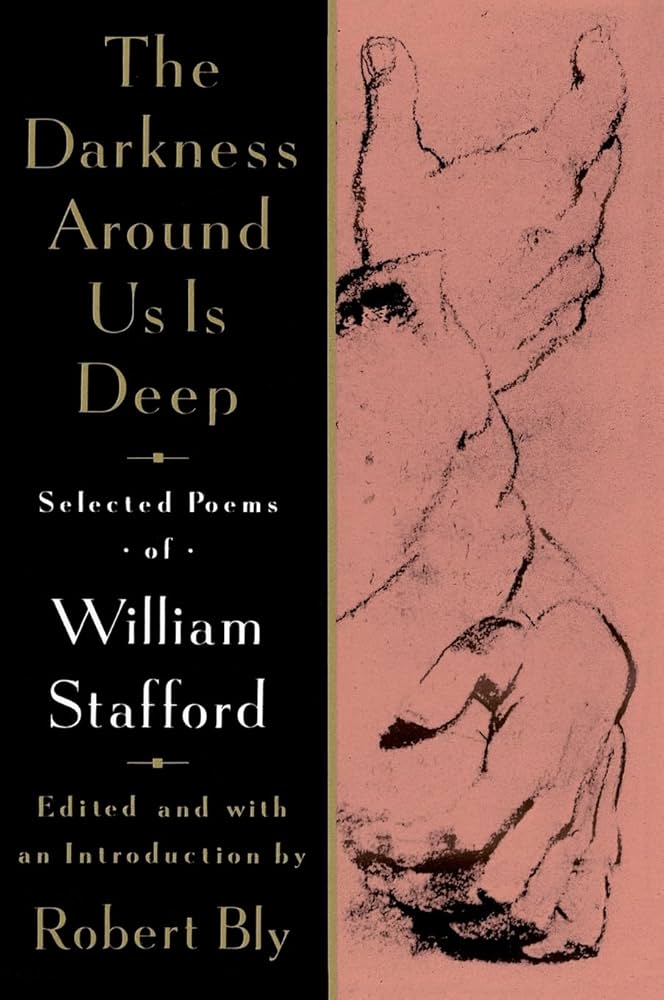 The
Darkness
Around
Us Is
Deep
Selected Poems
· of ·
William
Stafford
Edited and with
an Introduction by
Robert Bly